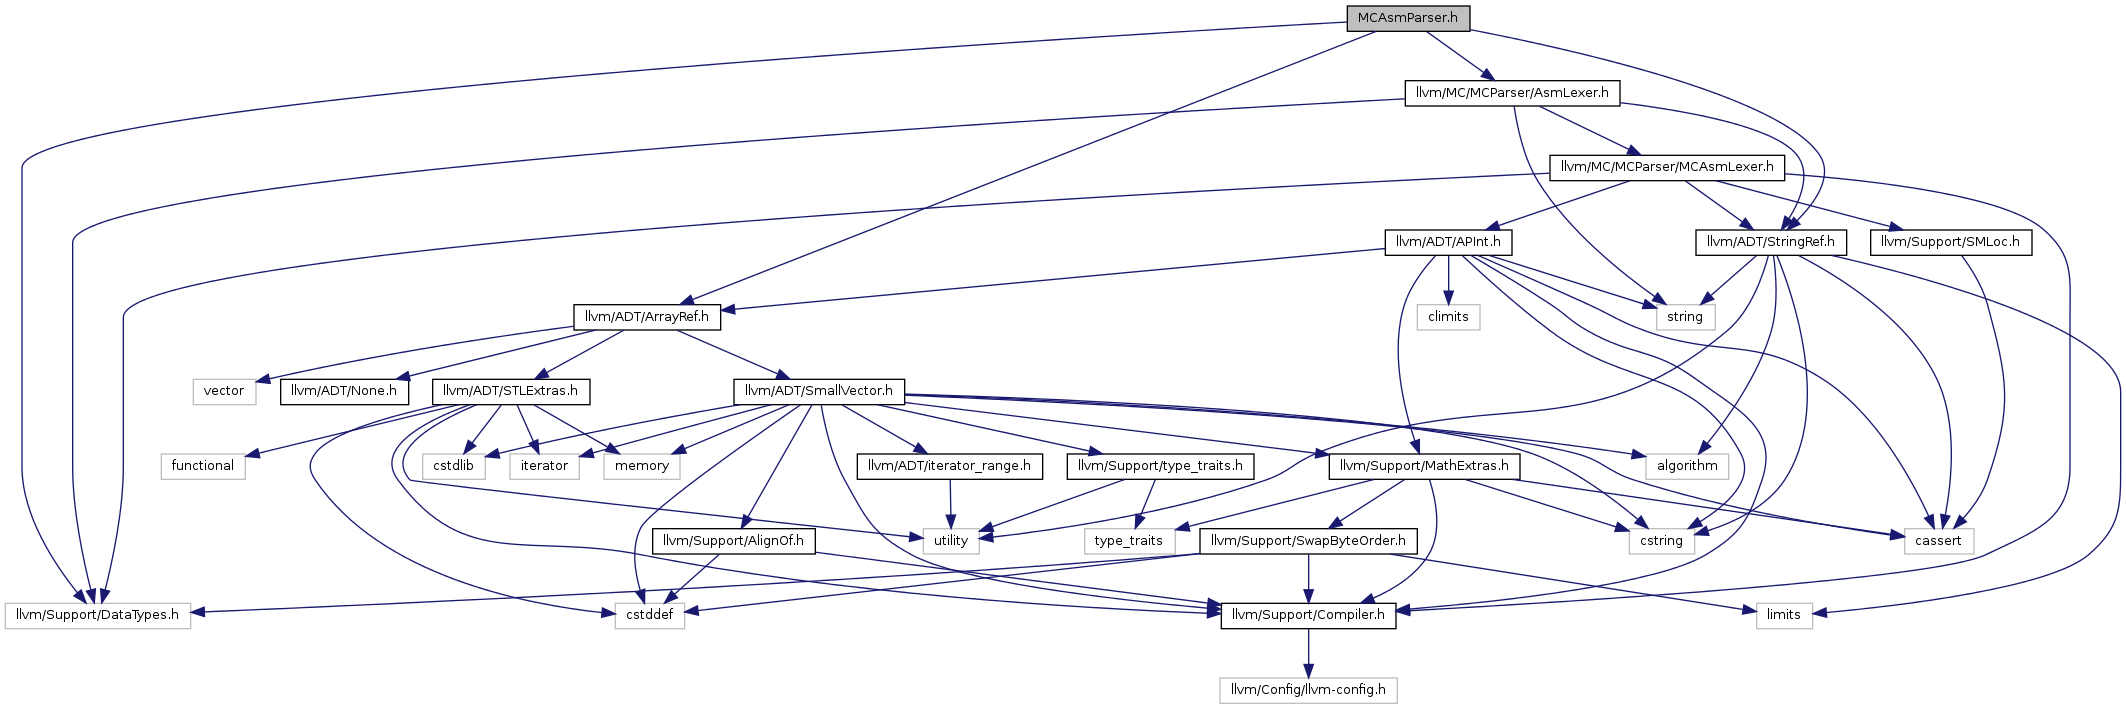 MCAsmParser.h
llvm/MC/MCParser/AsmLexer.h
llvm/MC/MCParser/MCAsmLexer.h
llvm/ADT/APInt.h
llvm/ADT/StringRef.h
llvm/Support/SMLoc.h
llvm/ADT/ArrayRef.h
climits
string
vector
llvm/ADT/None.h
llvm/ADT/STLExtras.h
llvm/ADT/SmallVector.h
functional
cstdlib
iterator
memory
llvm/ADT/iterator_range.h
llvm/Support/type_traits.h
llvm/Support/MathExtras.h
algorithm
llvm/Support/AlignOf.h
utility
type_traits
llvm/Support/SwapByteOrder.h
cstring
cassert
llvm/Support/DataTypes.h
cstddef
llvm/Support/Compiler.h
limits
llvm/Config/llvm-config.h